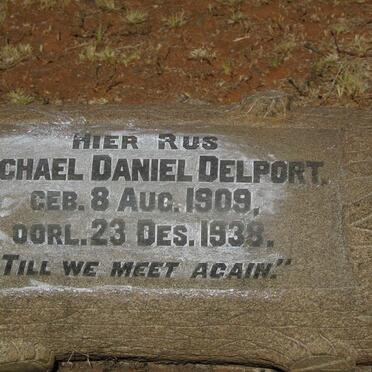 HIER RUS
CHAEL DANIEL DELPORT.
GEB. 8 AUG. 1909,
OORL. 23 DES. 1938.
TILL WE MEET AGAIN."